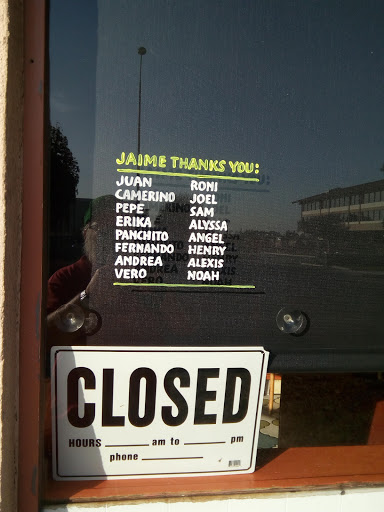 JAIME THANKS YOU:
JUAN
CAMERINO
PEPE
ERIKA
PANCHITO
FERNANDO
ANDREA
VERO
RONI
JOEL
SAM
ALYSSA
ANGEL
HENRY
ALEXIS
NOAH
CLOSED
HOURS am to pm
phone